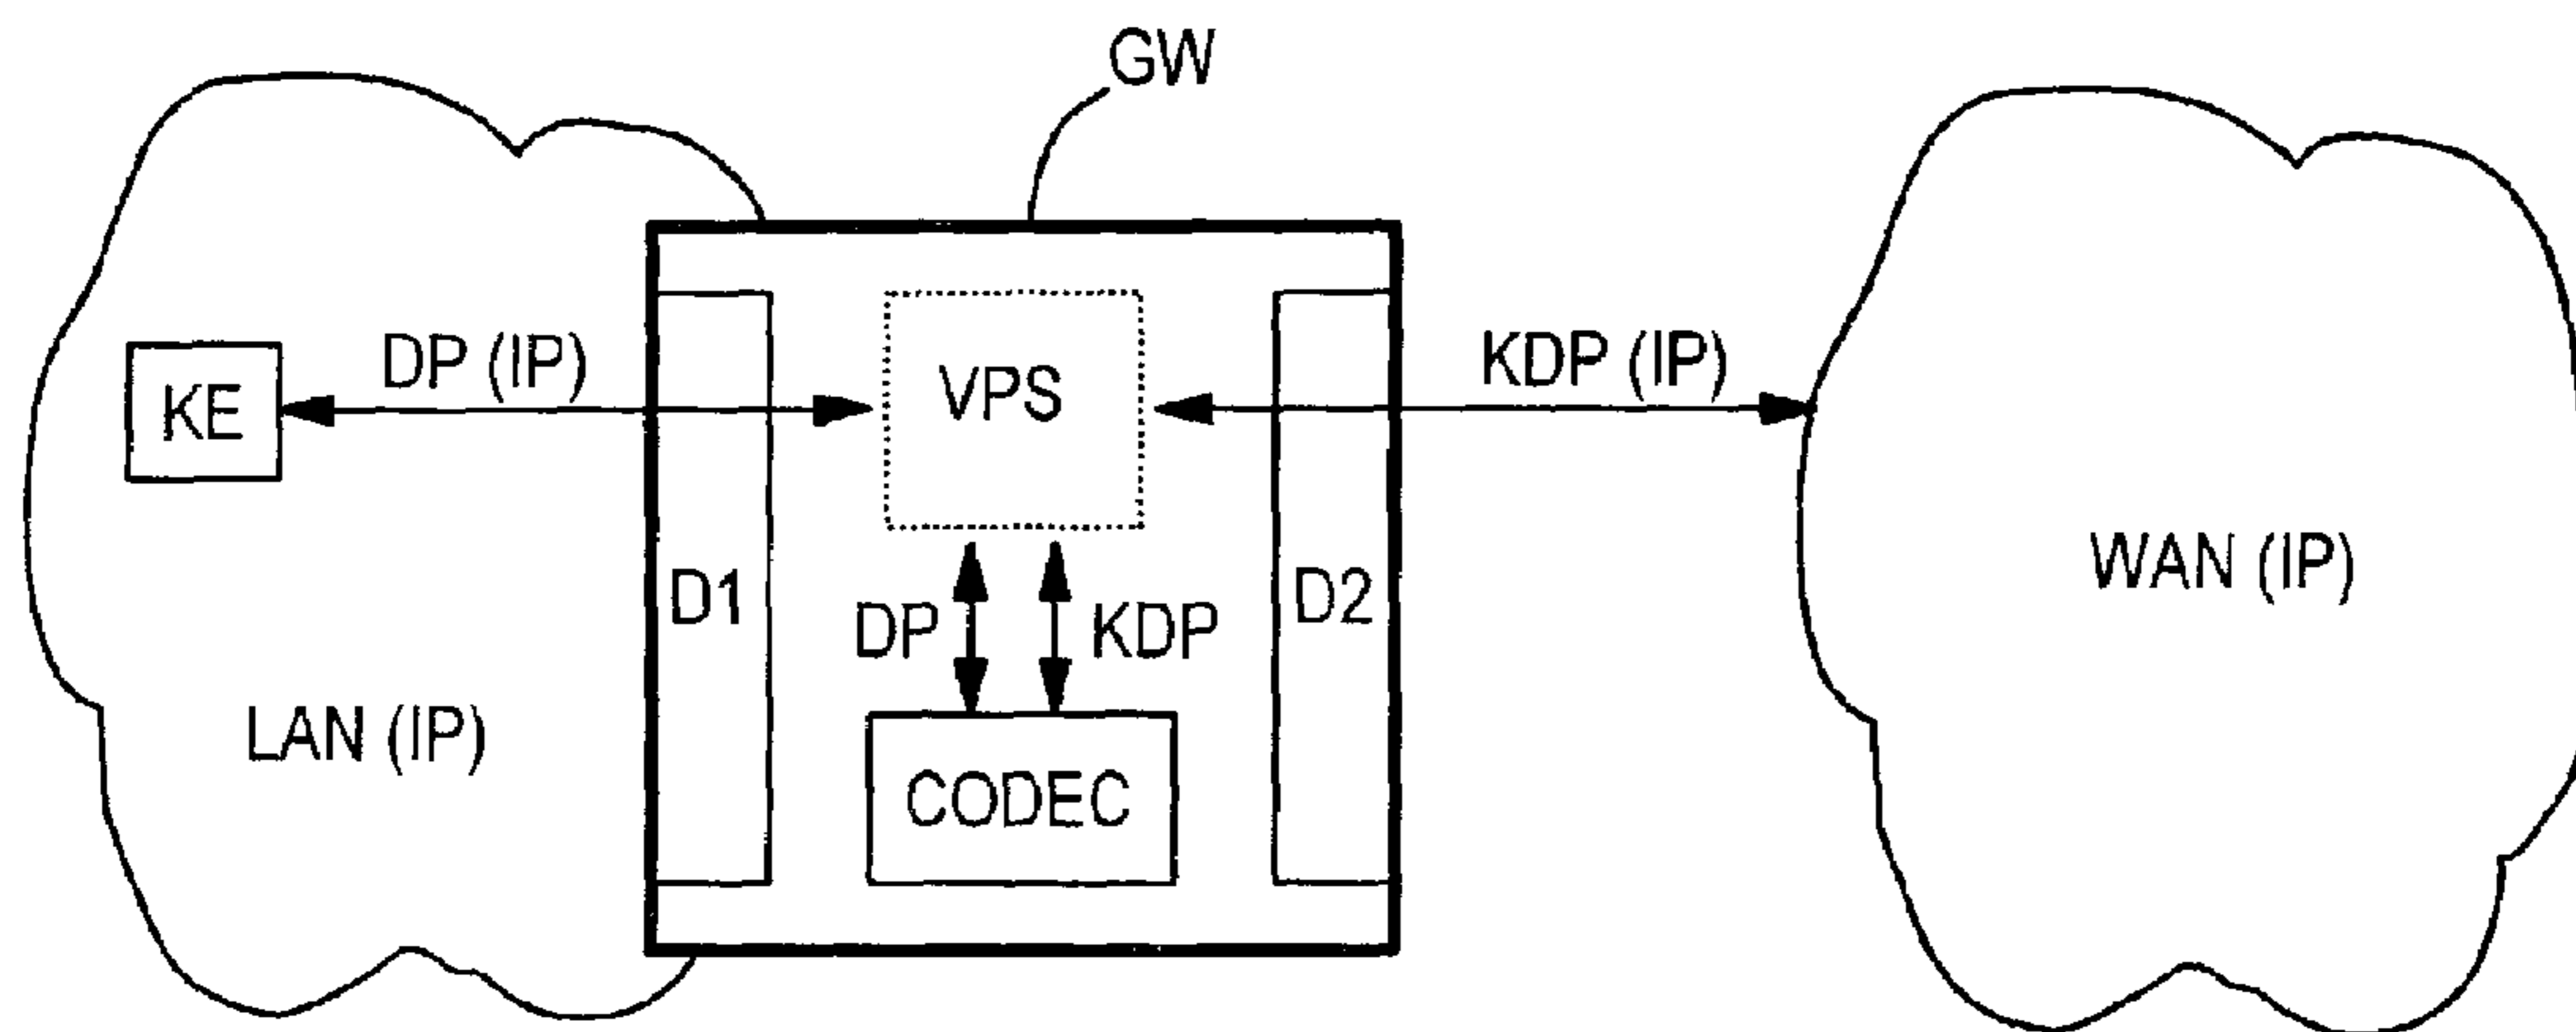 GW
KE
DP (IP)
VPS
KDP (IP)
D1
DP
KDP
D2
WAN (IP)
LAN (IP)
CODEC